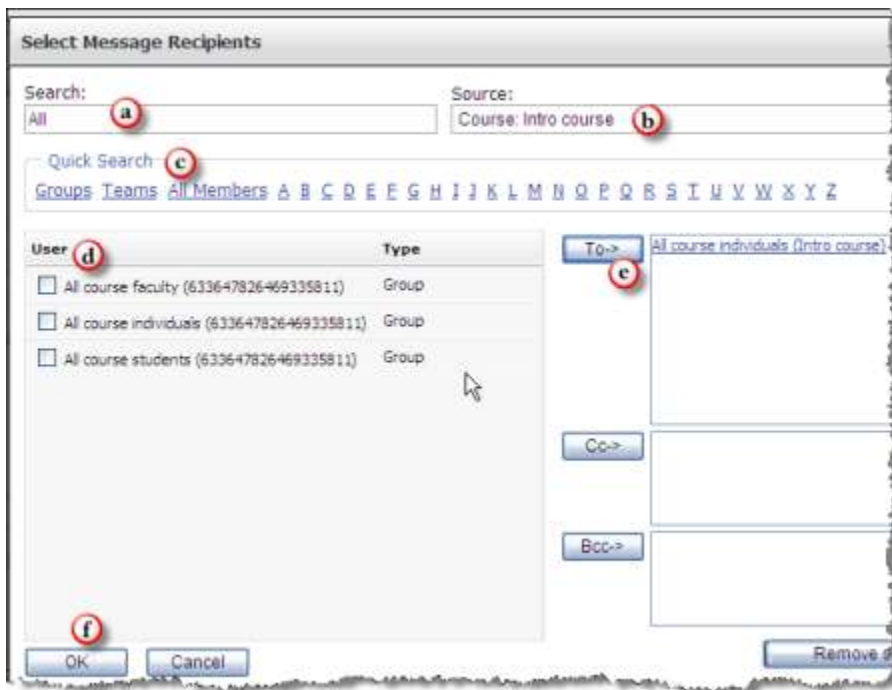 Select Message Recipients
Search: Source:
All a Course: Intro course b
Quick Search c
Groups Teams All Members A B C D E F G H I J K L M N O P Q R S T U V W X Y Z
User d Type To-> All course individuals (Intro course)
e
All course faculty (633647826469335811) Group
All course individuals (633647826469335811) Group
All course students (633647826469335811) Group
Cc->
Bcc->
f
OK Cancel Remove